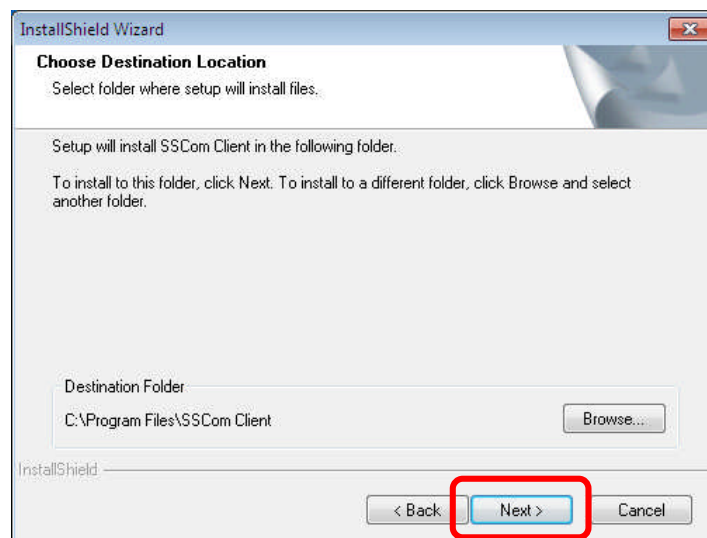 InstallShield Wizard
Choose Destination Location
Select folder where setup will install files.
Setup will install SSCom Client in the following folder.
To install to this folder, click Next. To install to a different folder, click Browse and select
another folder.
Destination Folder
C:\Program Files\SSCom Client
Browse...
InstallShield
< Back
Next >
Cancel